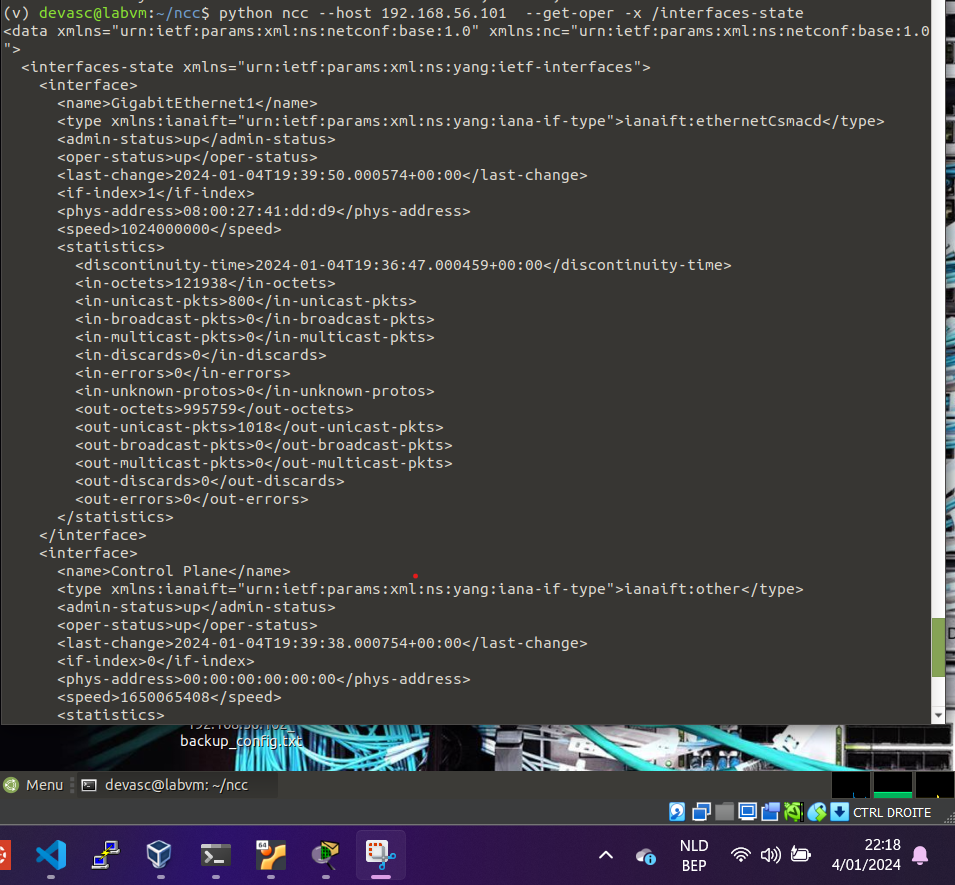 (v) devasc@labvm:~/ncc$ python ncc --host 192.168.56.101  --get-oper -x /interfaces-state
<data xmlns="urn:ietf:params:xml:ns:netconf:base:1.0" xmlns:nc="urn:ietf:params:xml:ns:netconf:base:1.0
">
  <interfaces-state xmlns="urn:ietf:params:xml:ns:yang:ietf-interfaces">
    <interface>
      <name>GigabitEthernet1</name>
      <type xmlns:ianaift="urn:ietf:params:xml:ns:yang:iana-if-type">ianaift:ethernetCsmacd</type>
      <admin-status>up</admin-status>
      <oper-status>up</oper-status>
      <last-change>2024-01-04T19:39:50.000574+00:00</last-change>
      <if-index>1</if-index>
      <phys-address>08:00:27:41:dd:d9</phys-address>
      <speed>1024000000</speed>
      <statistics>
        <discontinuity-time>2024-01-04T19:36:47.000459+00:00</discontinuity-time>
        <in-octets>121938</in-octets>
        <in-unicast-pkts>800</in-unicast-pkts>
        <in-broadcast-pkts>0</in-broadcast-pkts>
        <in-multicast-pkts>0</in-multicast-pkts>
        <in-discards>0</in-discards>
        <in-errors>0</in-errors>
        <in-unknown-protos>0</in-unknown-protos>
        <out-octets>995759</out-octets>
        <out-unicast-pkts>1018</out-unicast-pkts>
        <out-broadcast-pkts>0</out-broadcast-pkts>
        <out-multicast-pkts>0</out-multicast-pkts>
        <out-discards>0</out-discards>
        <out-errors>0</out-errors>
      </statistics>
    </interface>
    <interface>
      <name>Control Plane</name>
      <type xmlns:ianaift="urn:ietf:params:xml:ns:yang:iana-if-type">ianaift:other</type>
      <admin-status>up</admin-status>
      <oper-status>up</oper-status>
      <last-change>2024-01-04T19:39:38.000754+00:00</last-change>
      <if-index>0</if-index>
      <phys-address>00:00:00:00:00:00</phys-address>
      <speed>1650065408</speed>
      <statistics>
backup_config.txt
Menu devasc@labvm: ~/ncc
CTRL DROITE
64
NLD 22:18
BEP 4/01/2024